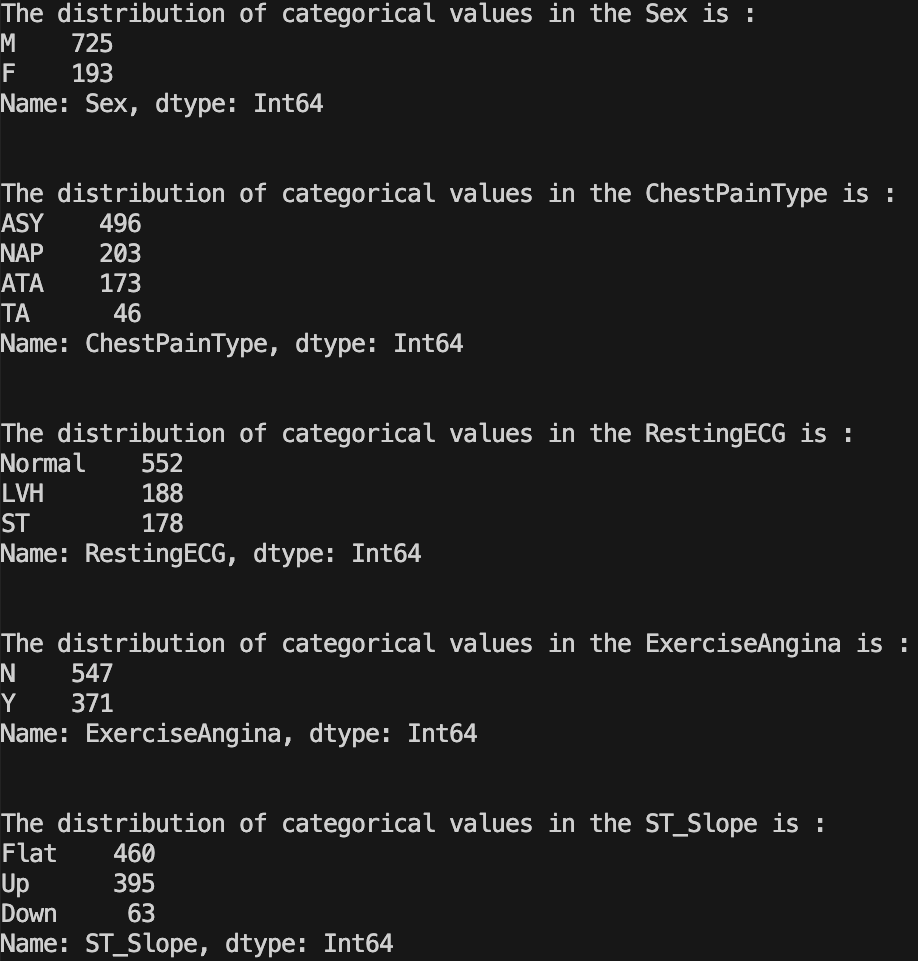 The distribution of categorical values in the Sex is :
M    725
F    193
Name: Sex, dtype: Int64
The distribution of categorical values in the ChestPainType is :
ASY    496
NAP    203
ATA    173
TA      46
Name: ChestPainType, dtype: Int64
The distribution of categorical values in the RestingECG is :
Normal    552
LVH       188
ST        178
Name: RestingECG, dtype: Int64
The distribution of categorical values in the ExerciseAngina is :
N    547
Y    371
Name: ExerciseAngina, dtype: Int64
The distribution of categorical values in the ST_Slope is :
Flat    460
Up      395
Down     63
Name: ST_Slope, dtype: Int64